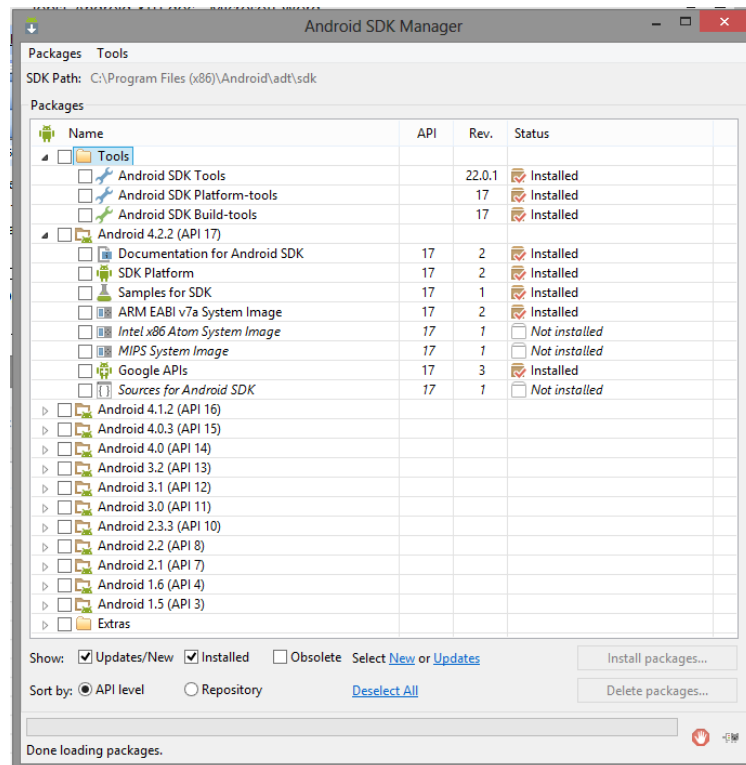 Android SDK Manager
Packages Tools
SDK Path: C:\Program Files (x86)\Android\adt\sdk
Packages
Name API Rev. Status
Tools
Android SDK Tools 22.0.1 Installed
Android SDK Platform-tools 17 Installed
Android SDK Build-tools 17 Installed
Android 4.2.2 (API 17)
Documentation for Android SDK 17 2 Installed
SDK Platform 17 2 Installed
Samples for SDK 17 1 Installed
ARM EABI v7a System Image 17 2 Installed
Intel x86 Atom System Image 17 1 Not installed
MIPS System Image 17 1 Not installed
Google APIs 17 3 Installed
Sources for Android SDK 17 1 Not installed
Android 4.1.2 (API 16)
Android 4.0.3 (API 15)
Android 4.0 (API 14)
Android 3.2 (API 13)
Android 3.1 (API 12)
Android 3.0 (API 11)
Android 2.3.3 (API 10)
Android 2.2 (API 8)
Android 2.1 (API 7)
Android 1.6 (API 4)
Android 1.5 (API 3)
Extras
Show: Updates/New Installed Obsolete Select New or Updates Install packages...
Sort by: API level Repository Deselect All Delete packages...
Done loading packages.